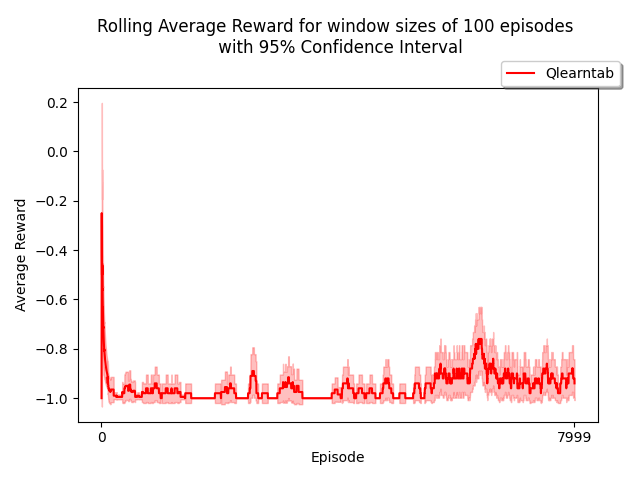 Rolling Average Reward for window sizes of 100 episodes
with 95% Confidence Interval
Qlearntab
0.2
0.0
−0.2
−0.4
−0.6
−0.8
−1.0
Average Reward
0
7999
Episode